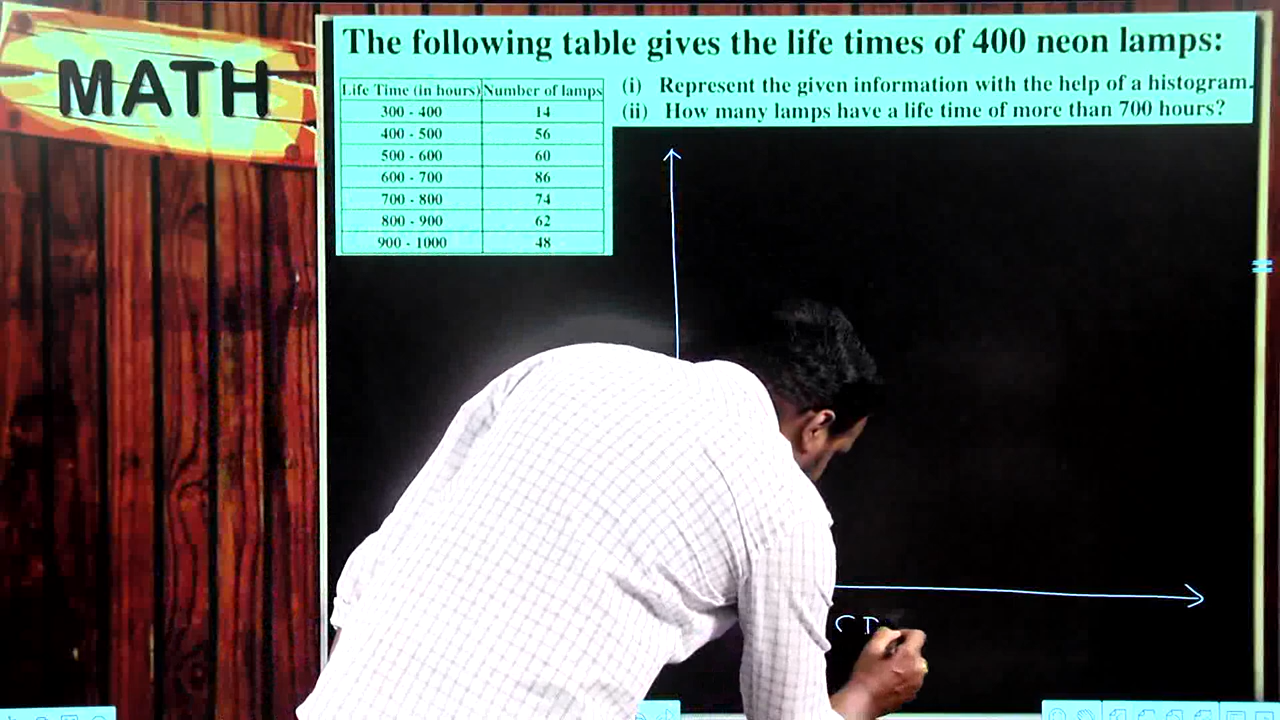 MATH
The following table gives the life times of 400 neon lamps:
Life Time (in hours) Number of lamps
300 - 400 14
400 - 500 56
500 - 600 60
600 - 700 86
700 - 800 74
800 - 900 62
900 - 1000 48
(i) Represent the given information with the help of a histogram.
(ii) How many lamps have a life time of more than 700 hours?